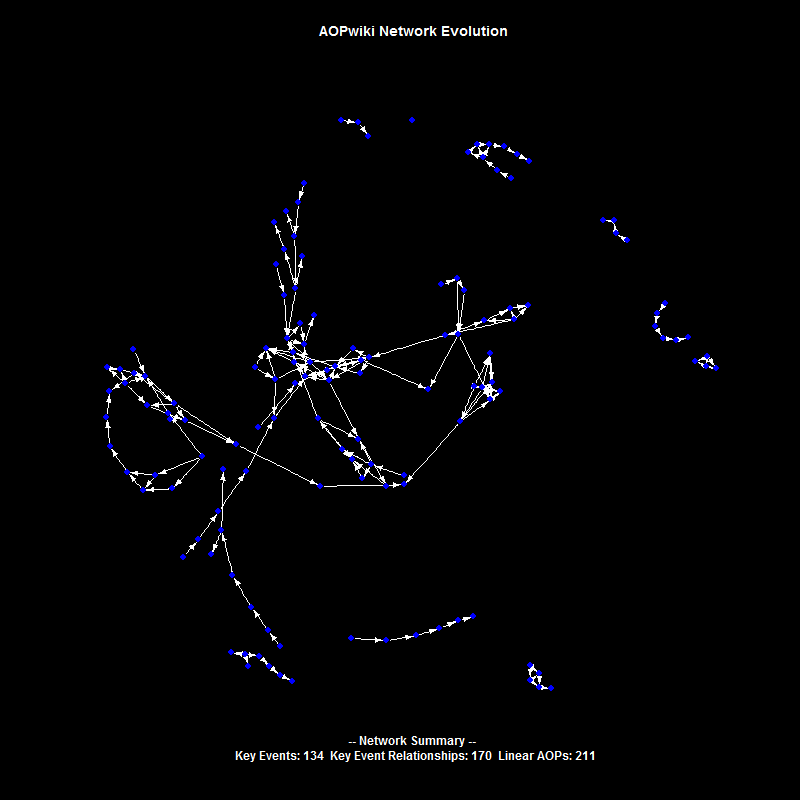 AOPwiki Network Evolution
-- Network Summary --
Key Events: 134  Key Event Relationships: 170  Linear AOPs: 211